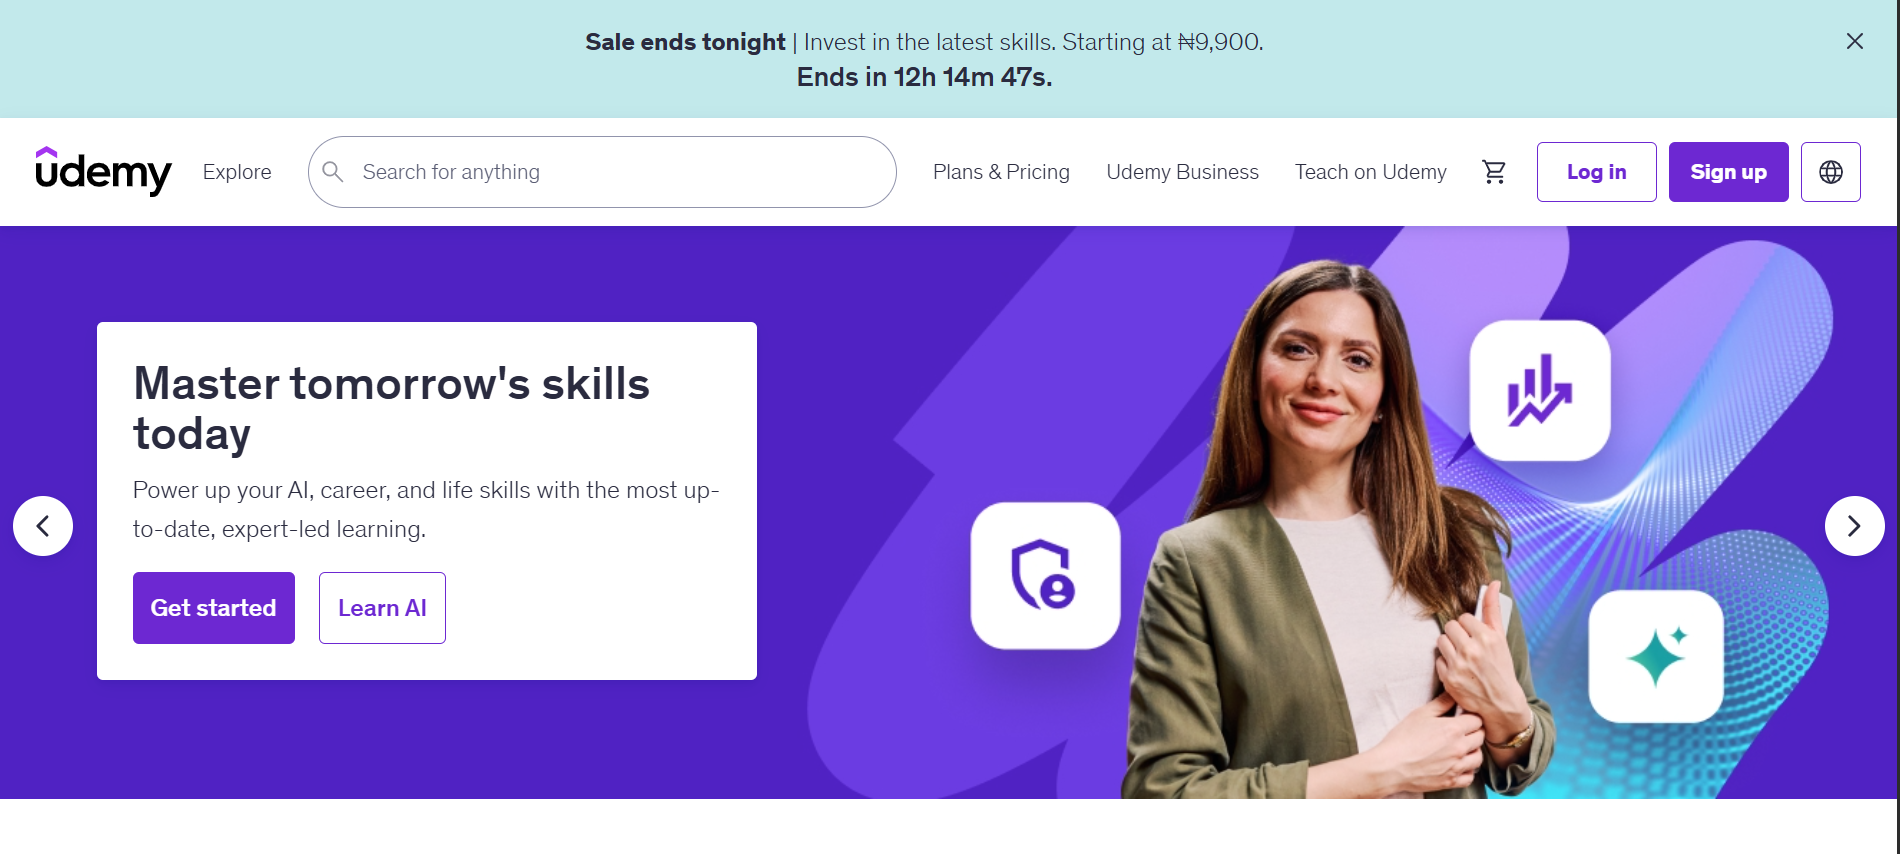 Sale ends tonight | Invest in the latest skills. Starting at ₦9,900.
Ends in 12h 14m 47s.
udemy
Explore
Search for anything
Plans & Pricing
Udemy Business
Teach on Udemy
Log in
Sign up
Master tomorrow's skills
today
Power up your AI, career, and life skills with the most up-
to-date, expert-led learning.
Get started
Learn AI